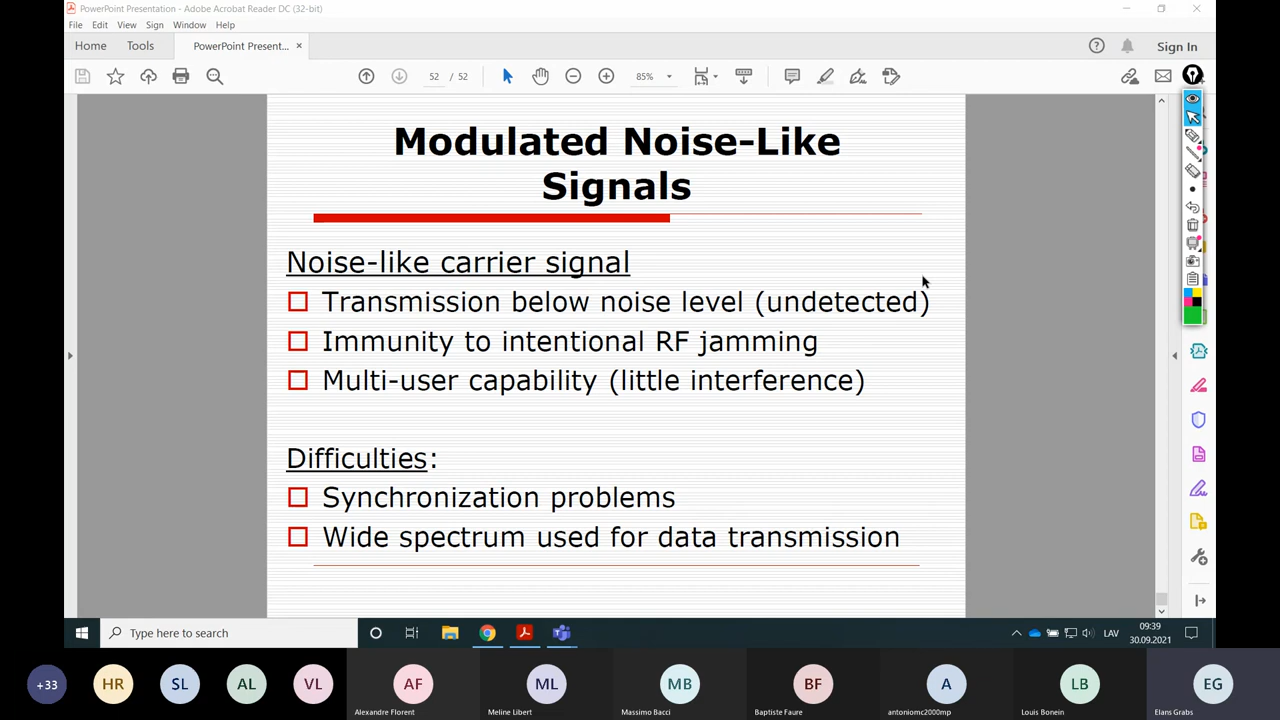 PowerPoint Presentation - Adobe Acrobat Reader DC (32-bit)
File Edit View Sign Window Help
Home Tools PowerPoint Present... × Sign In
52 / 52 85%
Modulated Noise-Like
Signals
Noise-like carrier signal
Transmission below noise level (undetected)
Immunity to intentional RF jamming
Multi-user capability (little interference)
Difficulties:
Synchronization problems
Wide spectrum used for data transmission
Type here to search
LAV
09:39
30.09.2021
+33 HR SL AL VL AF ML MB BF A LB EG
Alexandre Florent Meline Libert Massimo Bacci Baptiste Faure antoniomc2000mp Louis Bonein Elans Grabs